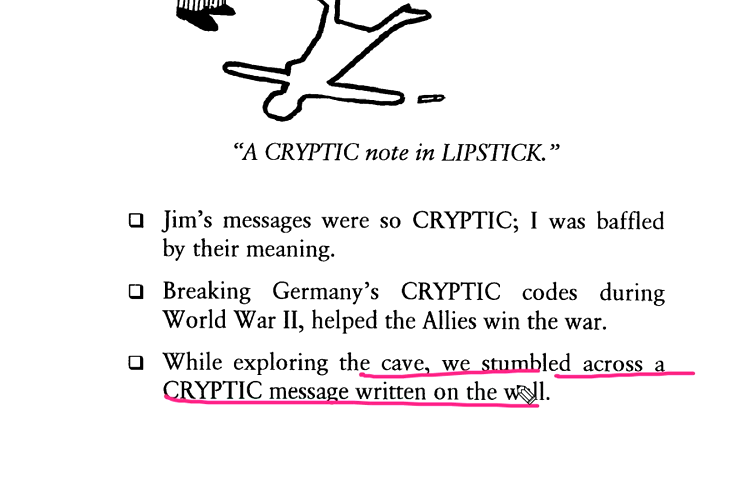 “A CRYPTIC note in LIPSTICK.”
❑ Jim’s messages were so CRYPTIC; I was baffled
by their meaning.
❑ Breaking Germany’s CRYPTIC codes during
World War II, helped the Allies win the war.
❑ While exploring the cave, we stumbled across a
CRYPTIC message written on the wall.